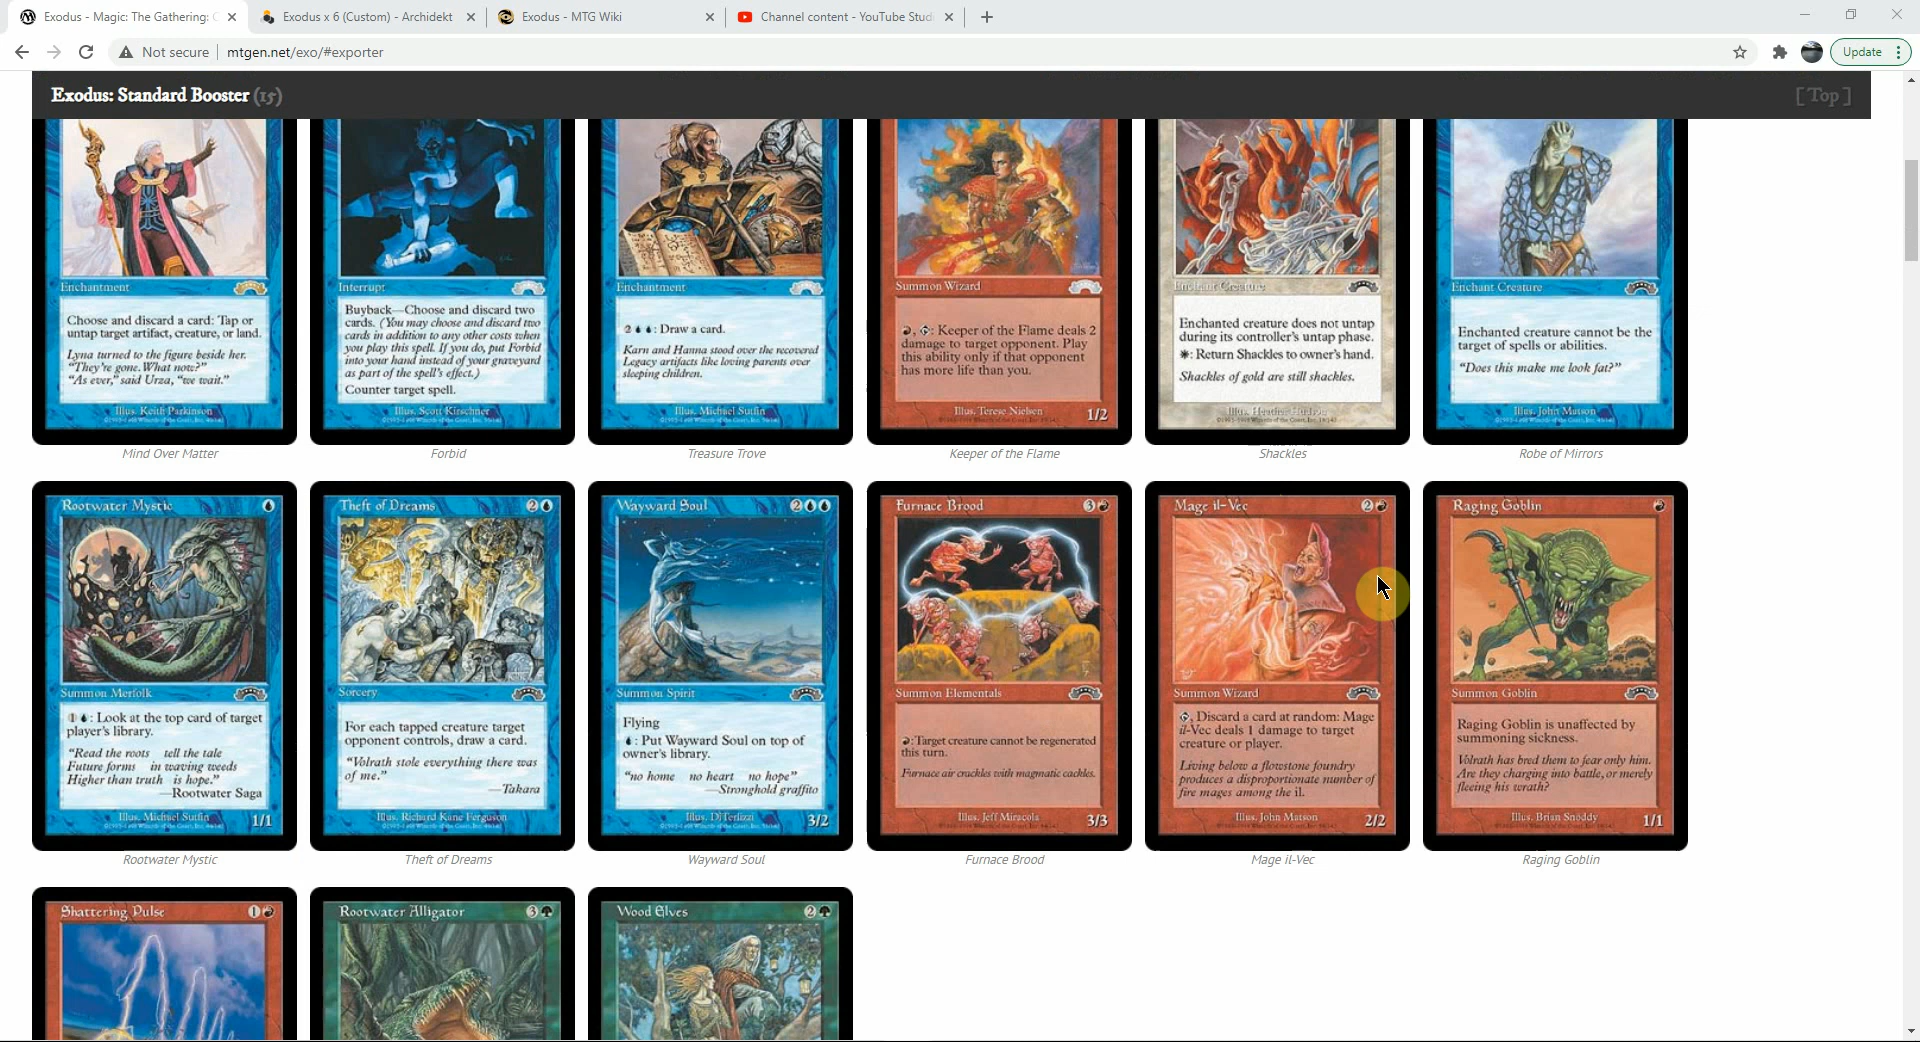 Exodus - Magic: The Gathering: C
Exodus x 6 (Custom) - Archidekt
Exodus - MTG Wiki
Channel content - YouTube Stud
Not secure
mtgen.net/exo/#exporter
Update
Exodus: Standard Booster (15)
[ Top ]
Enchantment
Choose and discard a card: Tap or
untap target artifact, creature, or land.
Lyna turned to the figure beside her.
"They're gone. What now?"
"As ever," said Urza, "we wait."
Illus. Keith Parkinson
Mind Over Matter
Interrupt
Buyback—Choose and discard two
cards. (You may choose and discard two
cards in addition to any other costs when
you play this spell. If you do, put Forbid
into your hand instead of your graveyard
as part of the spell's effect.)
Counter target spell.
Illus. Scott Kirschner
Forbid
Enchantment
2: Draw a card.
Karn and Hanna stood over the recovered
Legacy artifacts like loving parents over
sleeping children.
Illus. Michael Sutfin
Treasure Trove
Summon Wizard
, : Keeper of the Flame deals 2
damage to target opponent. Play
this ability only if that opponent
has more life than you.
Illus. Terese Nielsen
1/2
Keeper of the Flame
Enchant Creature
Enchanted creature does not untap
during its controller's untap phase.
: Return Shackles to owner's hand.
Shackles of gold are still shackles.
Illus. Heather Hudson
Shackles
Enchant Creature
Enchanted creature cannot be the
target of spells or abilities.
"Does this make me look fat?"
Illus. John Matson
Robe of Mirrors
Rootwater Mystic
Summon Merfolk
1: Look at the top card of target
player's library.
"Read the roots tell the tale
Future forms in waving weeds
Higher than truth is hope."
—Rootwater Saga
Illus. Michael Sutfin
1/1
Rootwater Mystic
Theft of Dreams
2
Sorcery
For each tapped creature target
opponent controls, draw a card.
"Volrath stole everything there was
of me."
—Takara
Illus. Richard Kane Ferguson
Theft of Dreams
Wayward Soul
2
Summon Spirit
Flying
: Put Wayward Soul on top of
owner's library.
"no home no heart no hope"
—Stronghold graffito
Illus. DiTerlizzi
3/2
Wayward Soul
Furnace Brood
3
Summon Elementals
: Target creature cannot be regenerated
this turn.
Furnace air crackles with magmatic cackles.
Illus. Jeff Miracola
3/3
Furnace Brood
Mage il-Vec
2
Summon Wizard
, Discard a card at random: Mage
il-Vec deals 1 damage to target
creature or player.
Living below a flowstone foundry
produces a disproportionate number of
fire mages among the il.
Illus. John Matson
2/2
Mage il-Vec
Raging Goblin
Summon Goblin
Raging Goblin is unaffected by
summoning sickness.
Volrath has bred them to fear only him.
Are they charging into battle, or merely
fleeing his wrath?
Illus. Brian Snoddy
1/1
Raging Goblin
Shattering Pulse
1
Rootwater Alligator
3
Wood Elves
2